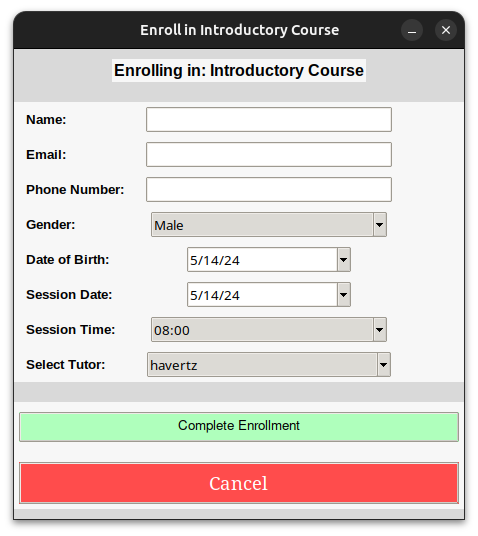 Enroll in Introductory Course
Enrolling in: Introductory Course
Name:
Email:
Phone Number:
Gender: Male
Date of Birth: 5/14/24
Session Date: 5/14/24
Session Time: 08:00
Select Tutor: havertz
Complete Enrollment
Cancel